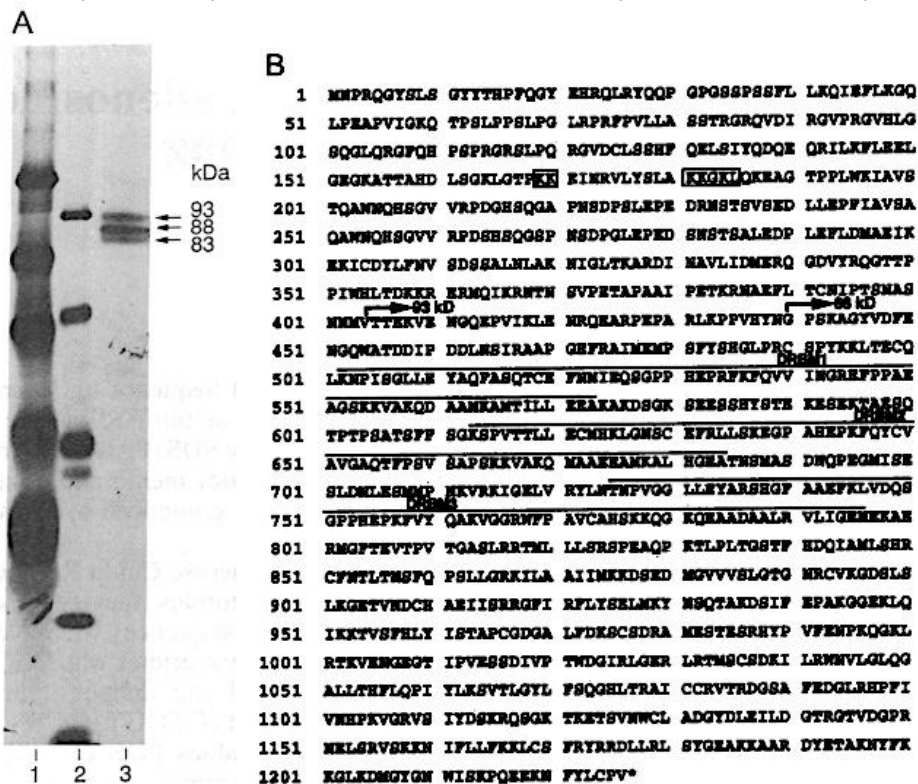 A
B
kDa
93
88
83
1 2 3
1 MNPRQGYSLS GYYTHPFQGY EHRQLRYQQP GPGSSPSSFL LKQIEFLKGQ
51 LPEAPVIGKQ TPSLPPSLPG LRPRFPVLLA SSTRGRQVDI RGVPRGVHLG
101 SQGLQRGFQH PSPRGRSLPQ RGVDCLSSHF QELSIYQDQE QRILKFLEEL
151 GEGKATTAHD LSGKLGTPKK EINRVLYSLA KKGKLQKEAG TPPLWKIAVS
201 TQAWNQHSGV VRPDGHSQGA PNSDPSLEPE DRNSTSVSED LLEPFIAVSA
251 QAWNQHSGVV RPDSHSQGSP NSDPGLEPED SNSTSALEDP LEFLDMAEIK
301 EKICDYLFNV SDSSALNLAK NIGLTKARDI NAVLIDMERQ GDVYRQGTTP
351 PIWHLTDKKR ERMQIKRNTN SVPETAPAAI PETKRNAEFL TCNIPTSNAS
93 kD 88 kD
401 NNMVTTEKVE NGQEPVIKLE NRQEARPEPA RLKPPVHYNG PSKAGYVDFE
451 NGQWATDDIP DDLNSIRAAP GEFRAIMEMP SFYSHGLPRC SPYKKLTECQ
DRSM1
501 LKNPISGLLE YAQFASQTCE FNMIEQSGPP HEPRFKFQVV INGREFPPAE
551 AGSKKVAKQD AAMKAMTILL EEAKAKDSGK SEESSHYSTE KESEKTAESQ
601 TPTPSATSFF SGKSPVTTLL ECMHKLGNSC EFRLLSKEGP AHEPKFQYCV
651 AVGAQTFPSV SAPSKKVAKQ MAAEEAMKAL HGEATNSMAS DNQPEGMISE
701 SLDNLESMMP NKVRKIGELV RYLNTNPVGG LLEYARSHGF AAEFKLVDQS
DRSM3
751 GPPHEPKFVY QAKVGGRWFP AVCAHSKKQG KQEAADAALR VLIGENEKAE
801 RMGFTEVTPV TGASLRRTML LLSRSPEAQP KTLPLTGSTF HDQIAMLSHR
851 CFNTLTNSFQ PSLLGRKILA AIIMKKDSED MGVVVSLGTG NRCVKGDSLS
901 LKGETVNDCH AEIISRRGFI RFLYSELMKY NSQTAKDSIF EPAKGGEKLQ
951 IKKTVSFHLY ISTAPCGDGA LFDKSCSDRA MESTESRHYP VFENPKQGKL
1001 RTKVENGEGT IPVESSDIVP TWDGIRLGER LRTMSCSDKI LRWNVLGLQG
1051 ALLTHFLQPI YLKSVTLGYL FSQGHLTRAI CCRVTRDGSA FEDGLRHPFI
1101 VNHPKVGRVS IYDSKRQSGK TKETSVNWCL ADGYDLEILD GTRGTVDGPR
1151 NELSRVSKKN IFLLFKKLCS FRYRRDLLRL SYGEAKKAAR DYETAKNYFK
1201 KGLKDMGYGN WISKPQEEKN FYLCPV*